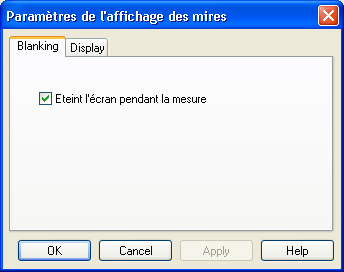 Paramètres de l'affichage des mires
Blanking Display
Eteint l'écran pendant la mesure
OK Cancel Apply Help